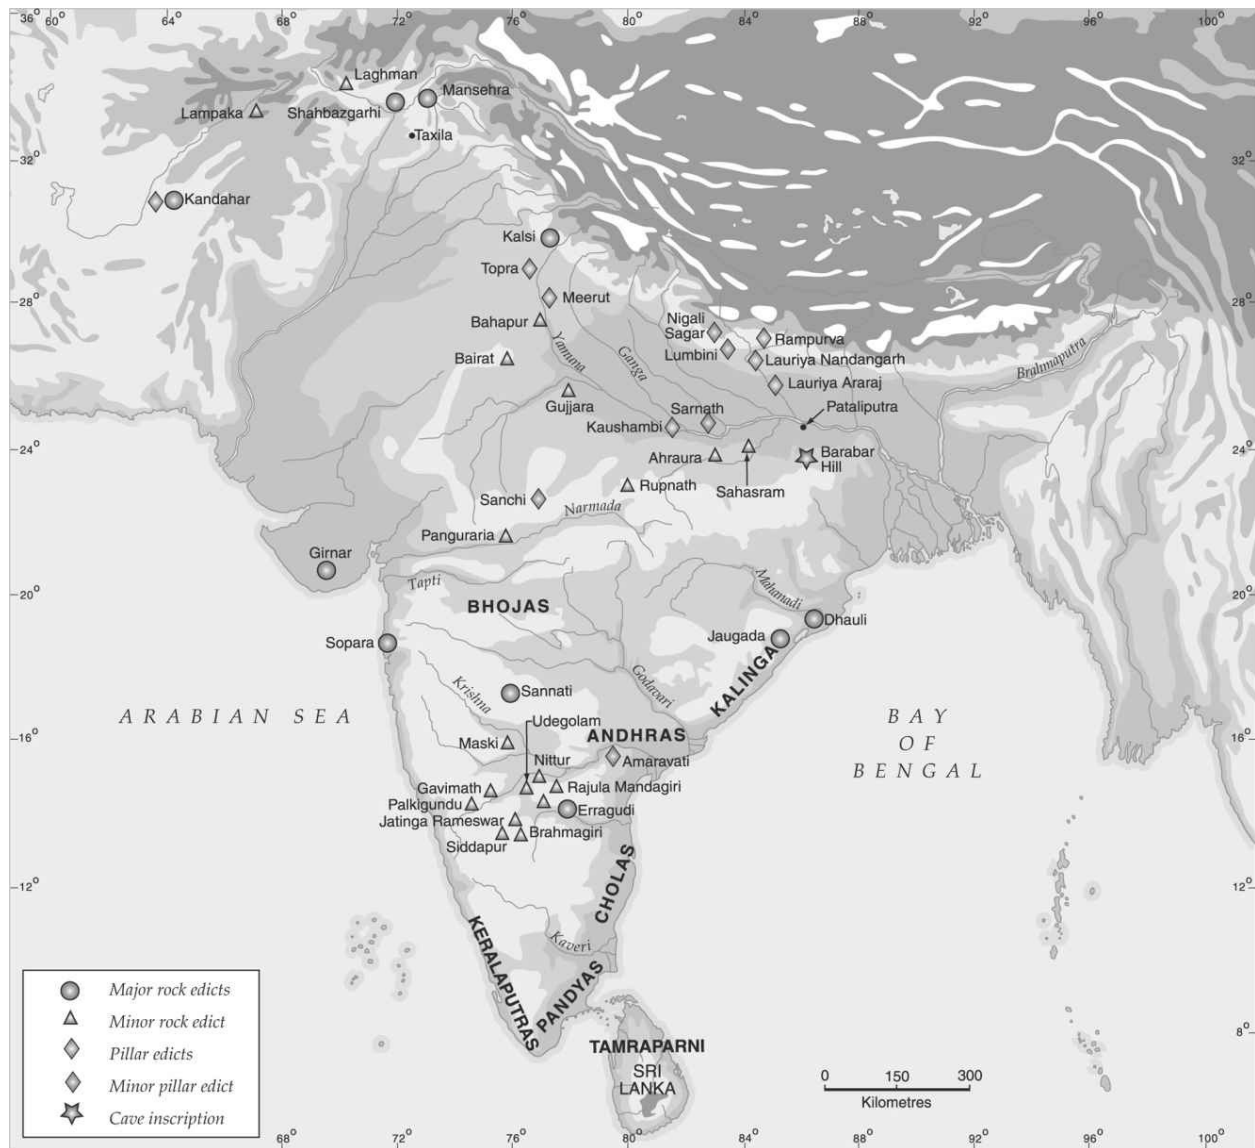 36° 60° 64° 68° 72° 76° 80° 84° 88° 92° 96° 100°
Laghman
Mansehra
Lampaka
Shahbazgarhi
Taxila
32°
32°
Kandahar
Kalsi
Topra
28°
Meerut
28°
Nigali
Sagar
Bahapur
Rampurva
Lumbini
Bairat
Yamuna
Ganga
Lauriya Nandangarh
Brahmaputra
Lauriya Araraj
Gujjara
Sarnath
Pataliputra
Kaushambi
24°
Ahraura
Barabar
Hill
24°
Sahasram
Rupnath
Sanchi
Narmada
Panguraria
Girnar
Tapti
Mahanadi
20°
BHOJAS
20°
Dhauli
Jaugada
Sopara
KALINGA
Godavari
Krishna
Sannati
ARABIAN SEA
Udegolam
BAY
OF
BENGAL
16°
ANDHRAS
16°
Maski
Amaravati
Nittur
Gavimath
Rajula Mandagiri
Palkigundu
Erragudi
Jatinga Rameswar
Brahmagiri
Siddapur
12°
CHOLAS
12°
KERALAPUTRAS
Kaveri
PANDYAS
Major rock edicts
Minor rock edict
Pillar edicts
Minor pillar edict
Cave inscription
8°
TAMRAPARNI
SRI
LANKA
0 150 300
Kilometres
68° 72° 76° 80° 84° 88° 92° 96° 100°